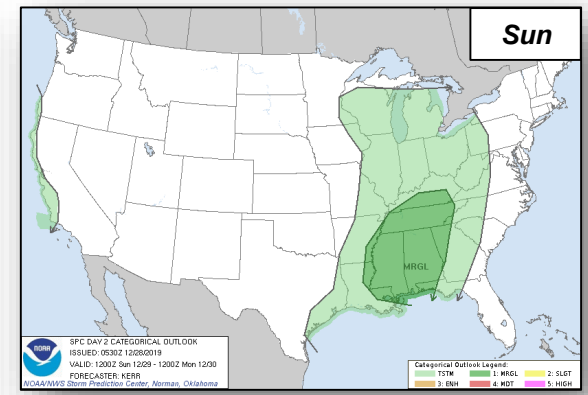 Sun
MRGL
NOAA
SPC DAY 2 CATEGORICAL OUTLOOK
ISSUED: 0530Z 12/28/2019
VALID: 1200Z Sun 12/29 - 1200Z Mon 12/30
FORECASTER: KERR
NOAA/NWS Storm Prediction Center, Norman, Oklahoma
Categorical Outlook Legend:
TSTM 1: MRGL 2: SLGT
3: ENH 4: MDT 5: HIGH